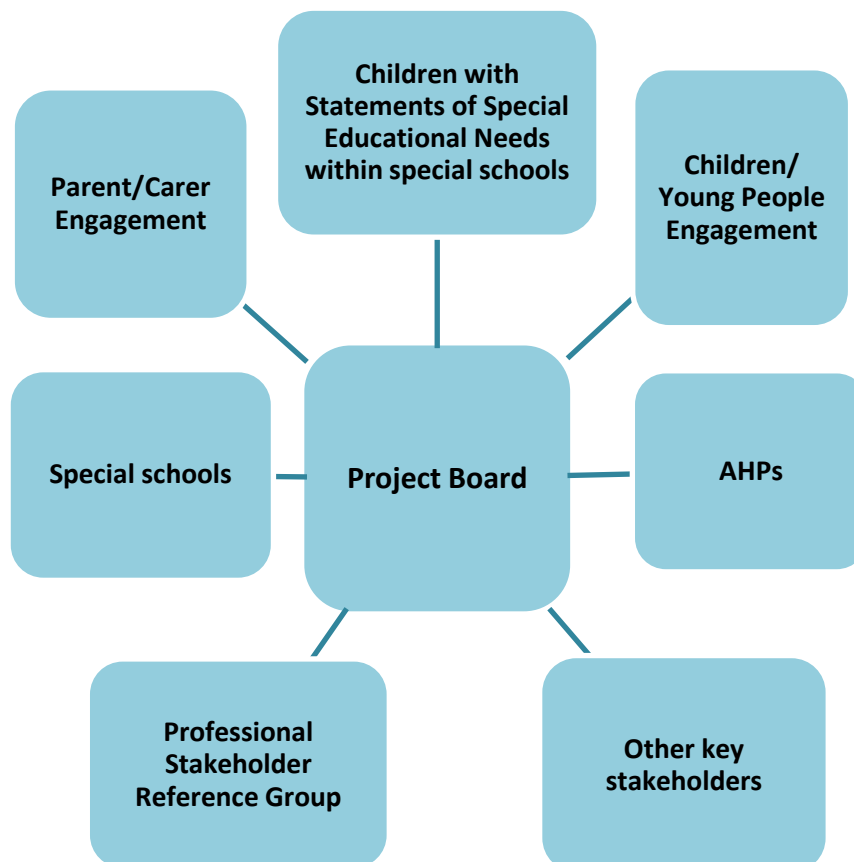 Children with
Statements of Special
Educational Needs
within special schools
Parent/Carer
Engagement
Children/
Young People
Engagement
Special schools
Project Board
AHPs
Professional
Stakeholder
Reference Group
Other key
stakeholders